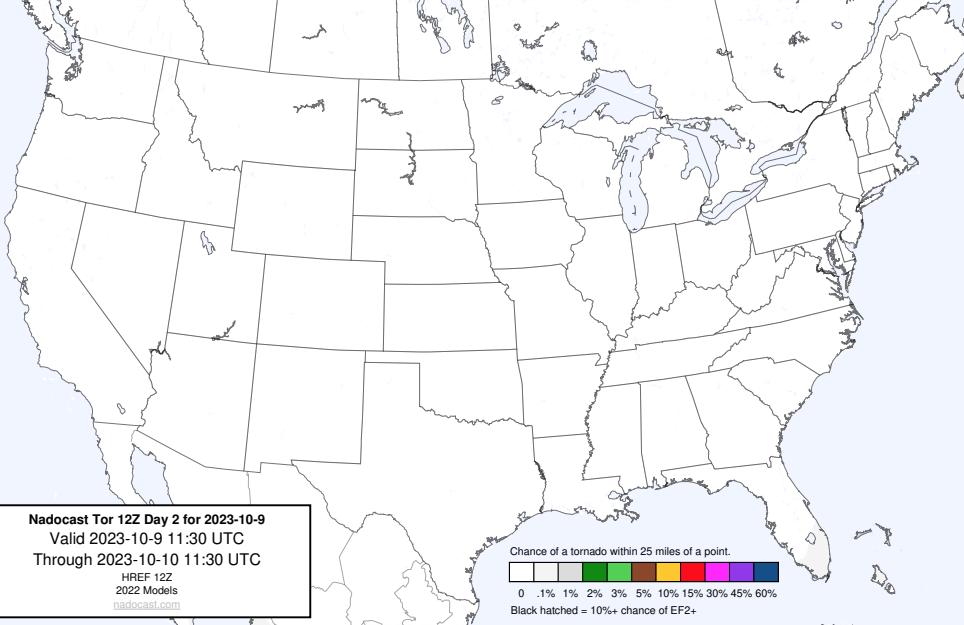 Nadocast Tor 12Z Day 2 for 2023-10-9
Valid 2023-10-9 11:30 UTC
Through 2023-10-10 11:30 UTC
HREF 12Z
2022 Models
nadocast.com
Chance of a tornado within 25 miles of a point.
0 .1% 1% 2% 3% 5% 10% 15% 30% 45% 60%
Black hatched = 10%+ chance of EF2+